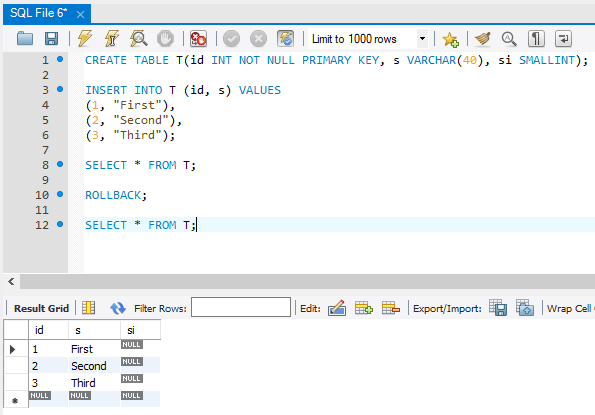 SQL File 6*
Limit to 1000 rows
1 CREATE TABLE T(id INT NOT NULL PRIMARY KEY, s VARCHAR(40), si SMALLINT);
2
3 INSERT INTO T (id, s) VALUES
4 (1, "First"),
5 (2, "Second"),
6 (3, "Third");
7
8 SELECT * FROM T;
9
10 ROLLBACK;
11
12 SELECT * FROM T;
Result Grid Filter Rows: Edit: Export/Import: Wrap Cell
id s si
1 First NULL
2 Second NULL
3 Third NULL
NULL NULL NULL